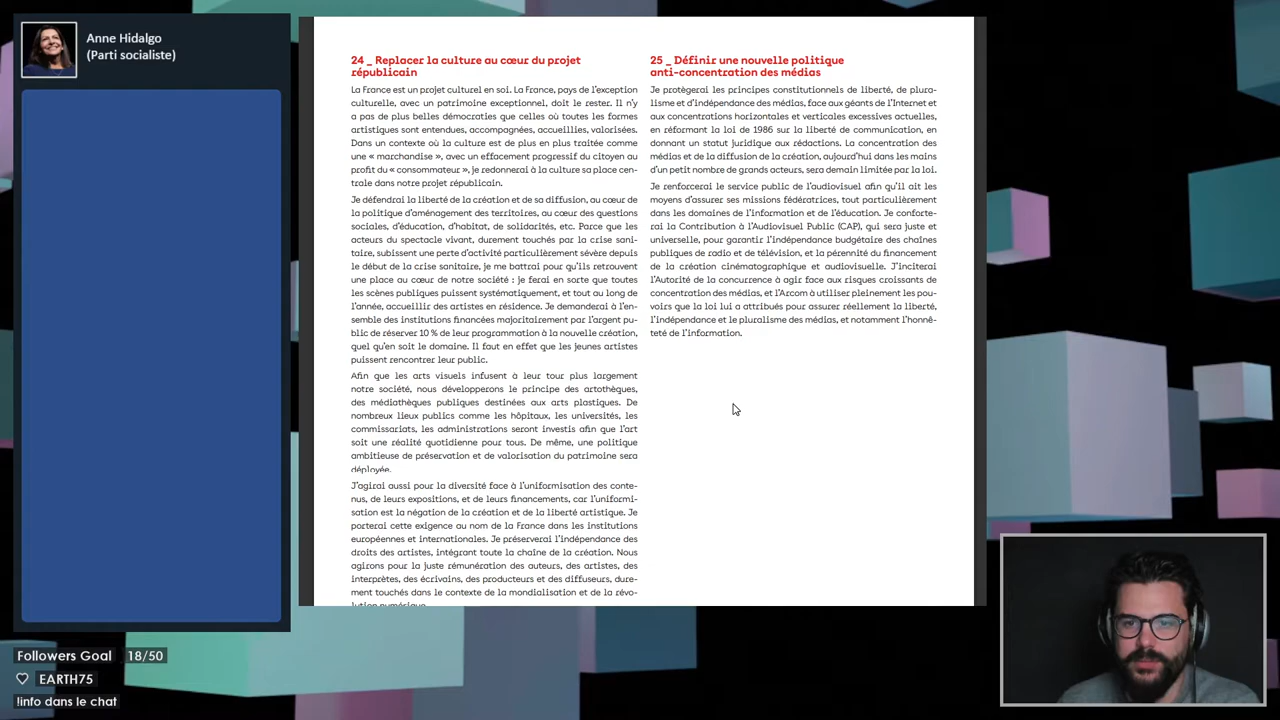 Anne Hidalgo
(Parti socialiste)
24 _ Replacer la culture au cœur du projet
républicain
La France est un projet culturel en soi. La France, pays de l'exception
culturelle, avec un patrimoine exceptionnel, doit le rester. Il n'y
a pas de plus belles démocraties que celles où toutes les formes
artistiques sont entendues, accompagnées, accueillies, valorisées.
Dans un contexte où la culture est de plus en plus traitée comme
une « marchandise », avec un effacement progressif du citoyen au
profit du « consommateur », je redonnerai à la culture sa place cen-
trale dans notre projet républicain.
Je défendrai la liberté de la création et de sa diffusion, au cœur de
la politique d'aménagement des territoires, au cœur des questions
sociales, d'éducation, d'habitat, de solidarités, etc. Parce que les
acteurs du spectacle vivant, durement touchés par la crise sani-
taire, subissent une perte d'activité particulièrement sévère depuis
le début de la crise sanitaire, je me battrai pour qu'ils retrouvent
une place au cœur de notre société : je ferai en sorte que toutes
les scènes publiques puissent systématiquement, et tout au long de
l'année, accueillir des artistes en résidence. Je demanderai à l'en-
semble des institutions financées majoritairement par l'argent pu-
blic de réserver 10 % de leur programmation à la nouvelle création,
quel qu'en soit le domaine. Il faut en effet que les jeunes artistes
puissent rencontrer leur public.
Afin que les arts visuels infusent à leur tour plus largement
notre société, nous développerons le principe des artothèques,
des médiathèques publiques destinées aux arts plastiques. De
nombreux lieux publics comme les hôpitaux, les universités, les
commissariats, les administrations seront investis afin que l'art
soit une réalité quotidienne pour tous. De même, une politique
ambitieuse de préservation et de valorisation du patrimoine sera
déployée.
J'agirai aussi pour la diversité face à l'uniformisation des conte-
nus, de leurs expositions, et de leurs financements, car l'uniformi-
sation est la négation de la création et de la liberté artistique. Je
porterai cette exigence au nom de la France dans les institutions
européennes et internationales. Je préserverai l'indépendance des
droits des artistes, intégrant toute la chaîne de la création. Nous
agirons pour la juste rémunération des auteurs, des artistes, des
interprètes, des écrivains, des producteurs et des diffuseurs, dure-
ment touchés dans le contexte de la mondialisation et de la révo-
lution numérique.
25 _ Définir une nouvelle politique
anti-concentration des médias
Je protègerai les principes constitutionnels de liberté, de plura-
lisme et d'indépendance des médias, face aux géants de l'Internet et
aux concentrations horizontales et verticales excessives actuelles,
en réformant la loi de 1986 sur la liberté de communication, en
donnant un statut juridique aux rédactions. La concentration des
médias et de la diffusion de la création, aujourd'hui dans les mains
d'un petit nombre de grands acteurs, sera demain limitée par la loi.
Je renforcerai le service public de l'audiovisuel afin qu'il ait les
moyens d'assurer ses missions fédératrices, tout particulièrement
dans les domaines de l'information et de l'éducation. Je conforte-
rai la Contribution à l'Audiovisuel Public (CAP), qui sera juste et
universelle, pour garantir l'indépendance budgétaire des chaînes
publiques de radio et de télévision, et la pérennité du financement
de la création cinématographique et audiovisuelle. J'inciterai
l'Autorité de la concurrence à agir face aux risques croissants de
concentration des médias, et l'Arcom à utiliser pleinement les pou-
voirs que la loi lui a attribués pour assurer réellement la liberté,
l'indépendance et le pluralisme des médias, et notamment l'honnê-
teté de l'information.
Followers Goal 18/50
EARTH75
!info dans le chat